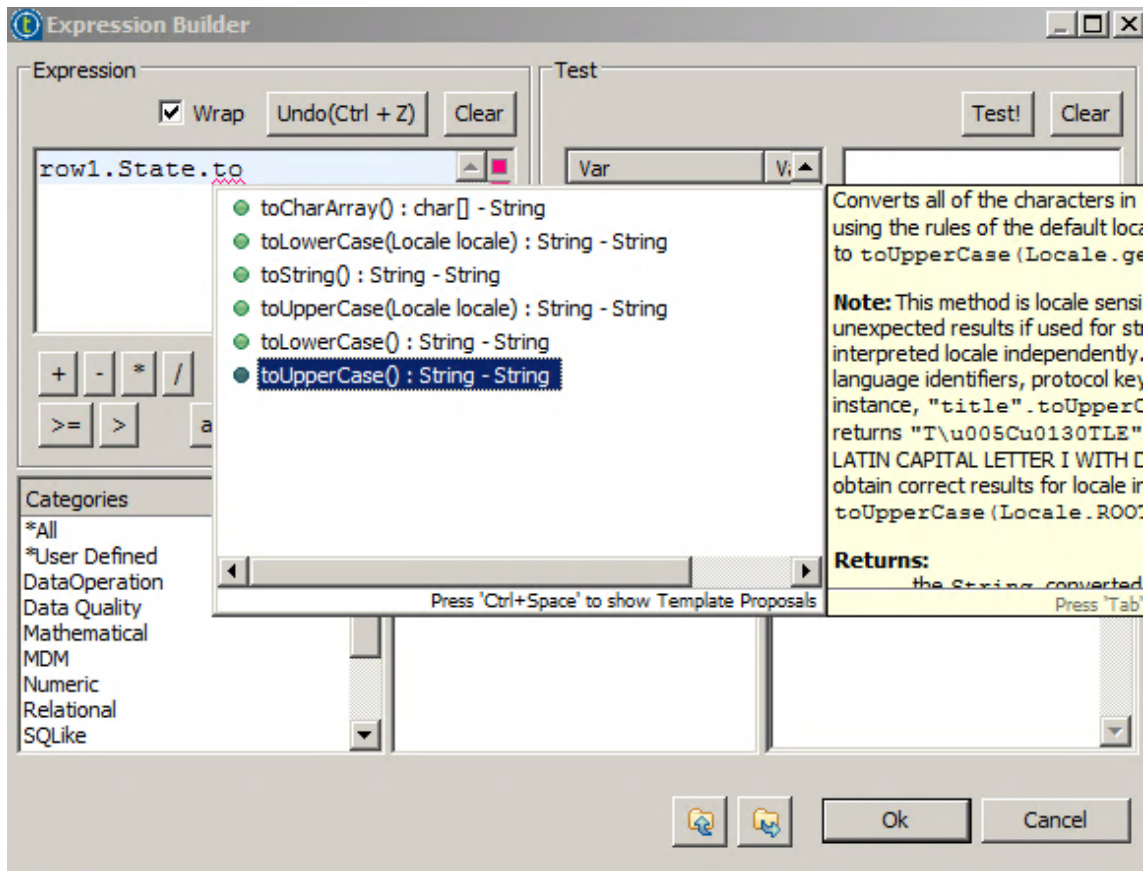 Expression Builder
Expression
Wrap
Undo(Ctrl + Z)
Clear
row1.State.to
Test
Test!
Clear
Var
toCharArray() : char[] - String
toLowerCase(Locale locale) : String - String
toString() : String - String
toUpperCase(Locale locale) : String - String
toLowerCase() : String - String
toUpperCase() : String - String
Press 'Ctrl+Space' to show Template Proposals
Converts all of the characters in
using the rules of the default loca
to toUpperCase(Locale.ge
Note: This method is locale sensi
unexpected results if used for str
interpreted locale independently.
language identifiers, protocol key
instance, "title".toUpperC
returns "T\u005Cu0130TLE"
LATIN CAPITAL LETTER I WITH D
obtain correct results for locale in
toUpperCase(Locale.ROOT
Returns:
the String converted
Press 'Tab'
+ - * /
>= > a
Categories
*All
*User Defined
DataOperation
Data Quality
Mathematical
MDM
Numeric
Relational
SQLike
Ok
Cancel